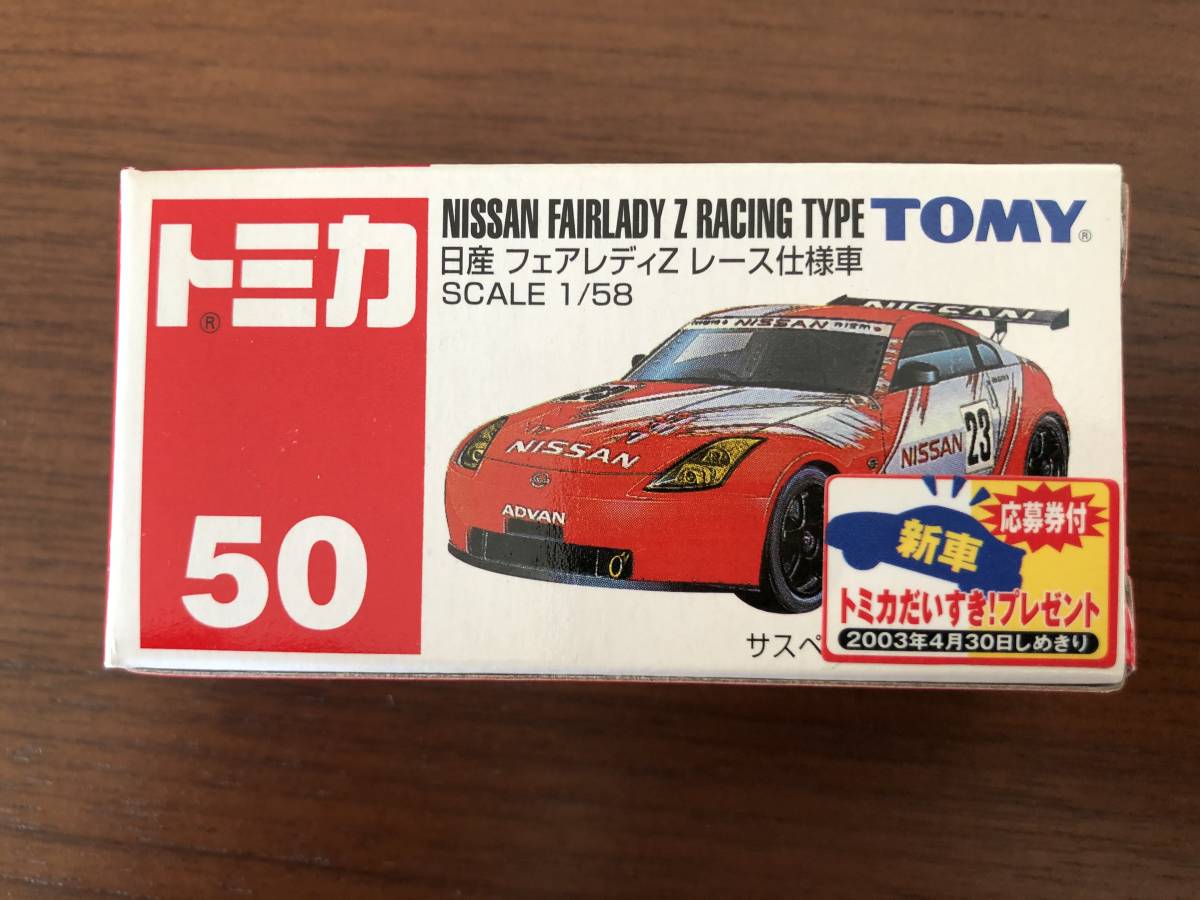 トミカ®
50
NISSAN FAIRLADY Z RACING TYPE
TOMY®
日産 フェアレディZ レース仕様車
SCALE 1/58
NISSAN
NISSAN nismo
NISSAN
ADVAN
NISSAN
23
サスペ
応募券付
新車
トミカだいすき!プレゼント
2003年4月30日しめきり